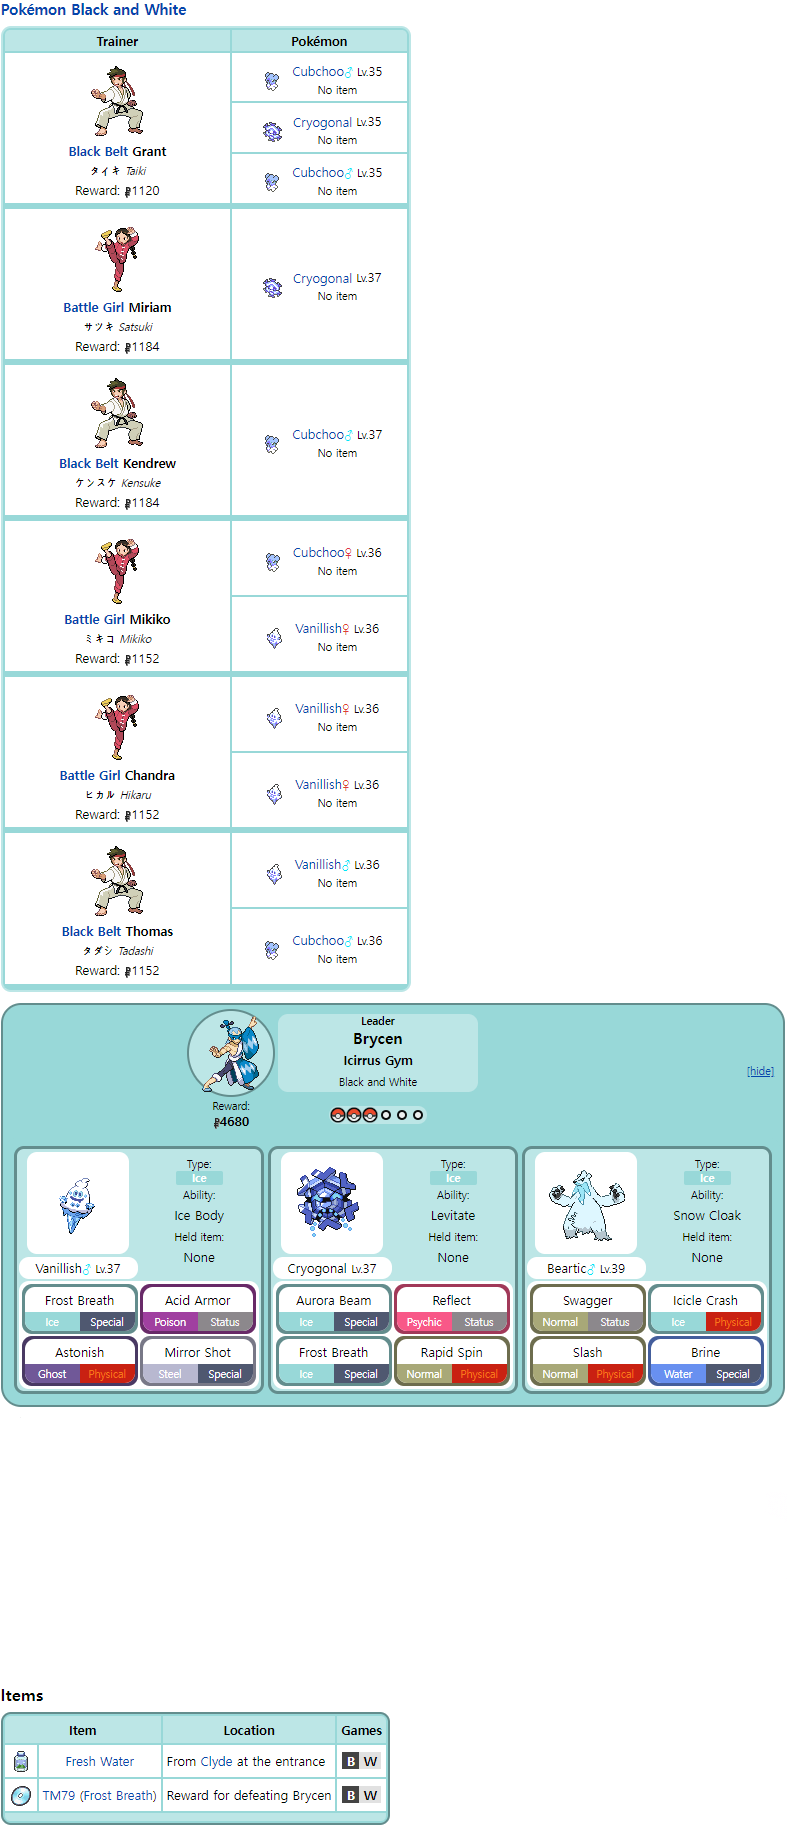 Pokémon Black and White
Trainer Pokémon
Cubchoo♂ Lv.35
No item
Cryogonal Lv.35
No item
Cubchoo♂ Lv.35
No item
Black Belt Grant
タイキ Taiki
Reward: 1120
Cryogonal Lv.37
No item
Battle Girl Miriam
サツキ Satsuki
Reward: 1184
Cubchoo♂ Lv.37
No item
Black Belt Kendrew
ケンスケ Kensuke
Reward: 1184
Cubchoo♀ Lv.36
No item
Vanillish♀ Lv.36
No item
Battle Girl Mikiko
ミキコ Mikiko
Reward: 1152
Vanillish♀ Lv.36
No item
Vanillish♀ Lv.36
No item
Battle Girl Chandra
ヒカル Hikaru
Reward: 1152
Vanillish♂ Lv.36
No item
Cubchoo♂ Lv.36
No item
Black Belt Thomas
タダシ Tadashi
Reward: 1152
Leader
Brycen
Icirrus Gym
Black and White
[hide]
Reward:
4680
Type:
Ice
Ability:
Ice Body
Held item:
None
Vanillish♂ Lv.37
Frost Breath Acid Armor
Ice Special Poison Status
Astonish Mirror Shot
Ghost Physical Steel Special
Type:
Ice
Ability:
Levitate
Held item:
None
Cryogonal Lv.37
Aurora Beam Reflect
Ice Special Psychic Status
Frost Breath Rapid Spin
Ice Special Normal Physical
Type:
Ice
Ability:
Snow Cloak
Held item:
None
Beartic♂ Lv.39
Swagger Icicle Crash
Normal Status Ice Physical
Slash Brine
Normal Physical Water Special
Items
Item Location Games
Fresh Water From Clyde at the entrance B W
TM79 (Frost Breath) Reward for defeating Brycen B W